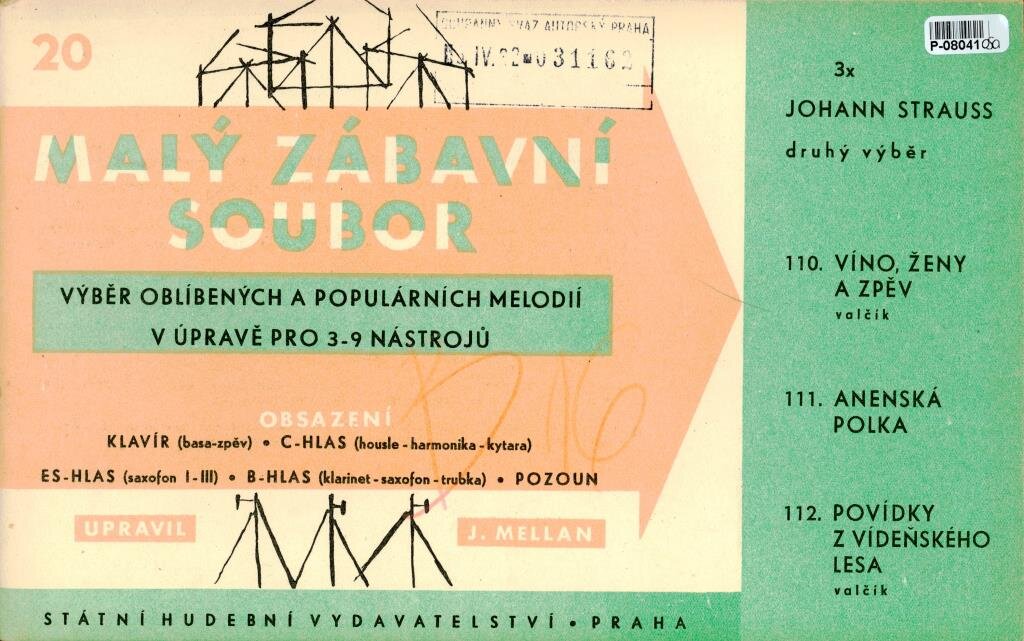 20
MALÝ ZÁBAVNÍ
SOUBOR
VÝBĚR OBLÍBENÝCH A POPULÁRNÍCH MELODIÍ
V ÚPRAVĚ PRO 3-9 NÁSTROJŮ
OBSAZENÍ
KLAVÍR (basa-zpěv) • C-HLAS (housle-harmonika-kytara)
ES-HLAS (saxofon I-III) • B-HLAS (klarinet-saxofon-trubka) • POZOUN
UPRAVIL
J. MELLAN
STÁTNÍ HUDEBNÍ VYDAVATELSTVÍ • PRAHA
AUTORSKÝ PRAHA
IV. 031162
P-08041
3x
JOHANN STRAUSS
druhý výběr
110. VÍNO, ŽENY
A ZPĚV
valčík
111. ANENSKÁ
POLKA
112. POVÍDKY
Z VÍDEŇSKÉHO
LESA
valčík